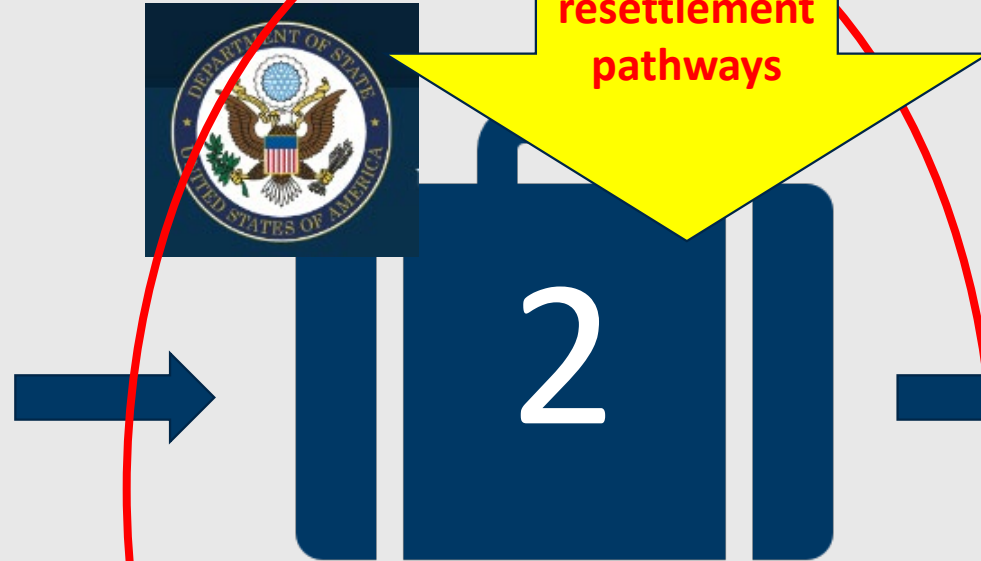 resettlement
pathways
DEPARTMENT OF STATE
UNITED STATES OF AMERICA
2